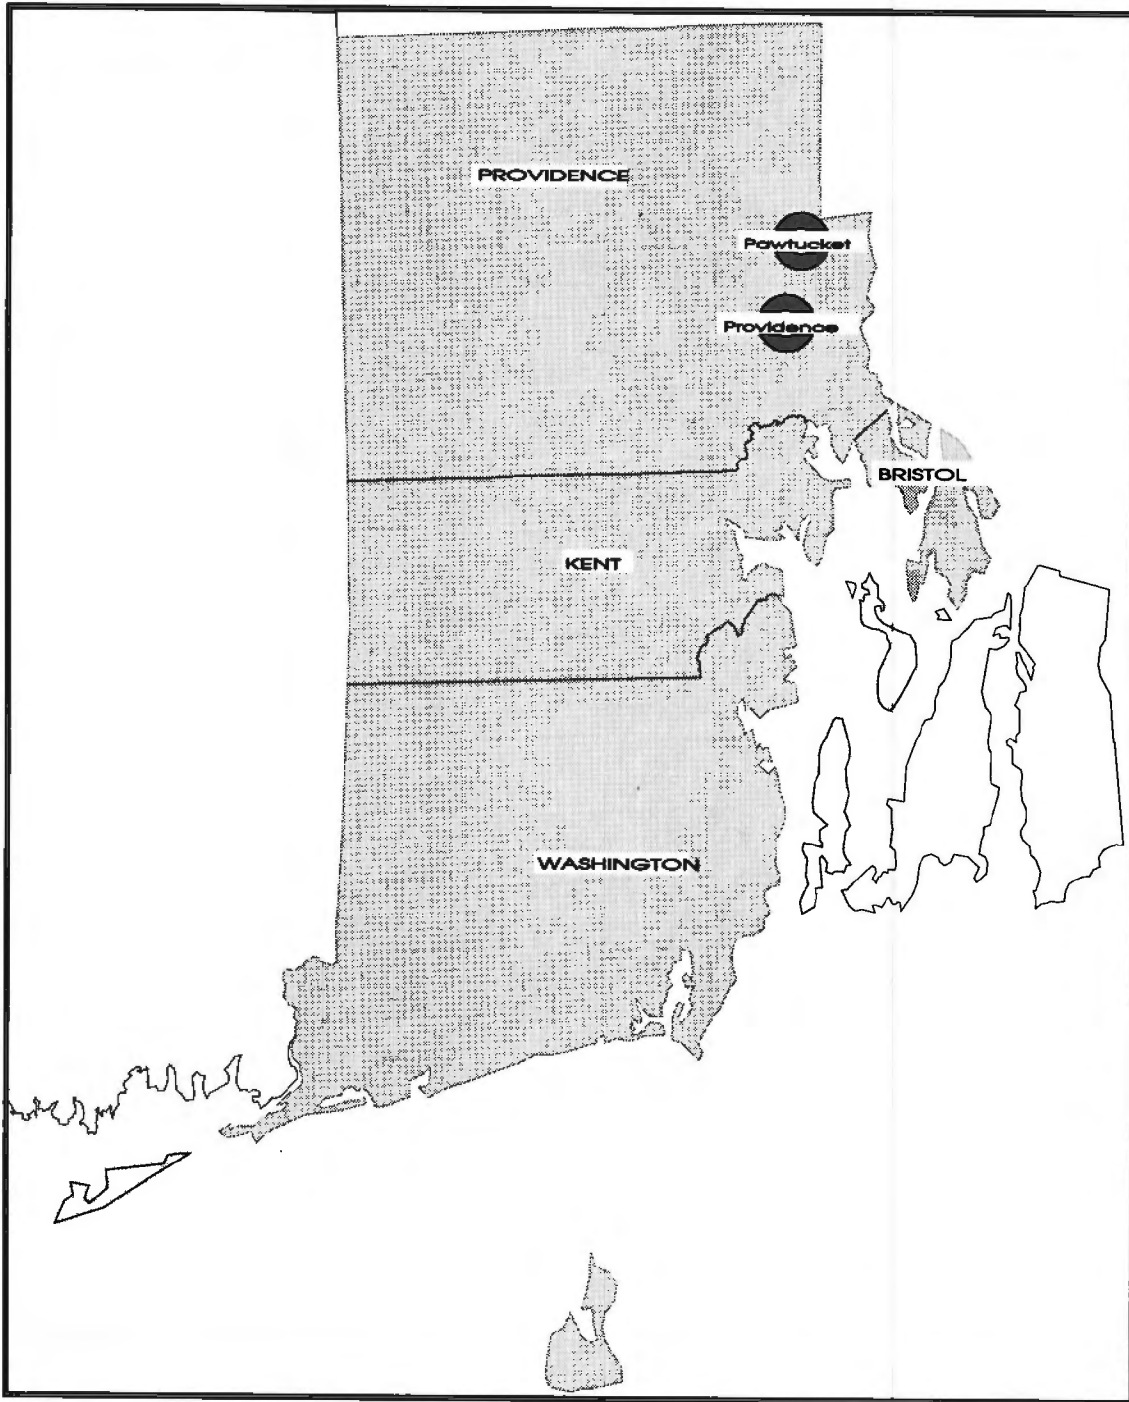 PROVIDENCE
Pawtucket
Providence
BRISTOL
KENT
WASHINGTON